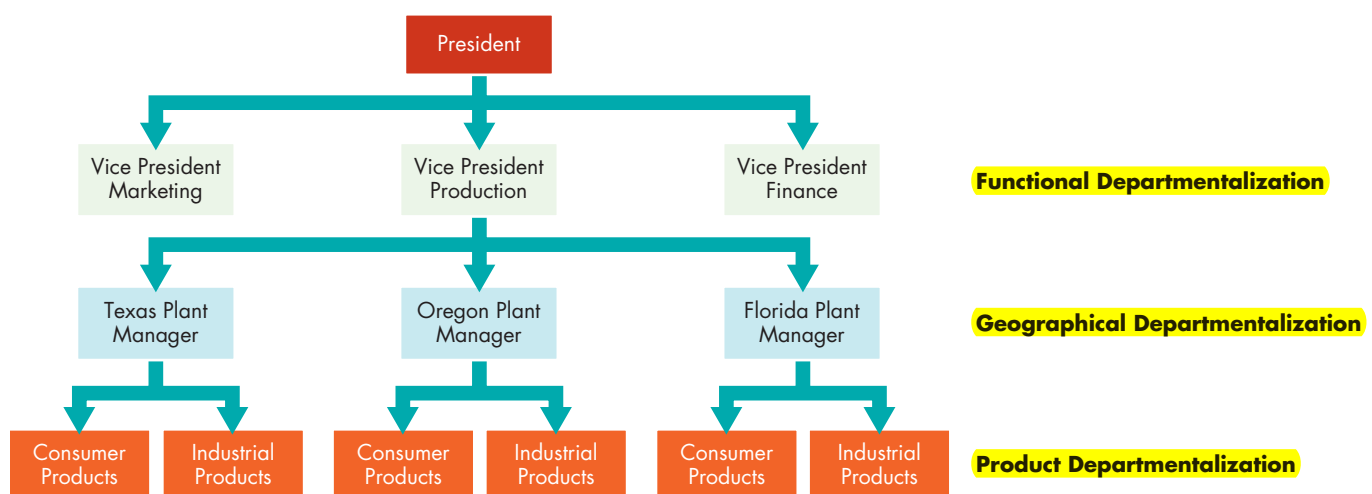 President
Vice President
Marketing
Vice President
Production
Vice President
Finance
Functional Departmentalization
Texas Plant
Manager
Oregon Plant
Manager
Florida Plant
Manager
Geographical Departmentalization
Consumer
Products
Industrial
Products
Consumer
Products
Industrial
Products
Consumer
Products
Industrial
Products
Product Departmentalization